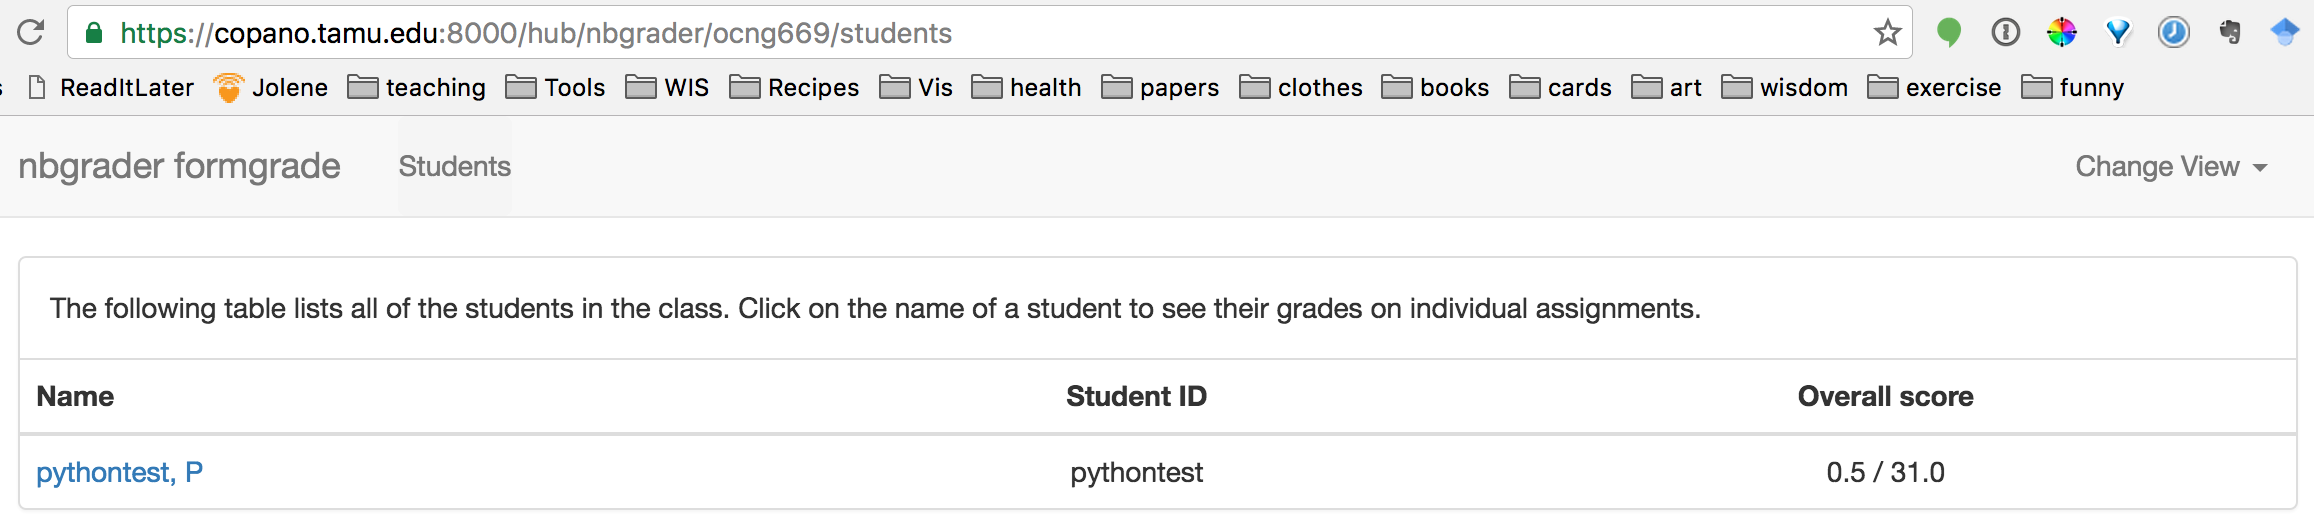 https://copano.tamu.edu:8000/hub/nbgrader/ocng669/students
s ReadItLater Jolene teaching Tools WIS Recipes Vis health papers clothes books cards art wisdom exercise funny
nbgrader formgrade Students Change View
The following table lists all of the students in the class. Click on the name of a student to see their grades on individual assignments.
Name Student ID Overall score
pythontest, P pythontest 0.5 / 31.0